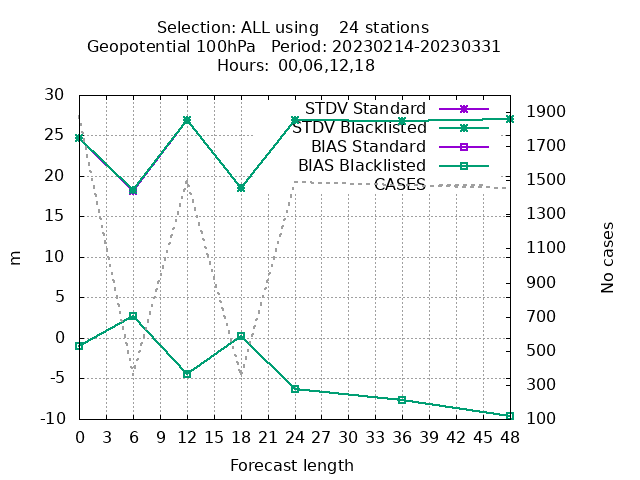 Selection: ALL using    24 stations
Geopotential 100hPa   Period: 20230214-20230331
Hours: 00,06,12,18
STDV Standard
STDV Blacklisted
BIAS Standard
BIAS Blacklisted
CASES
30
25
20
15
10
5
0
-5
-10
m
1900
1700
1500
1300
1100
900
700
500
300
100
No cases
0 3 6 9 12 15 18 21 24 27 30 33 36 39 42 45 48
Forecast length